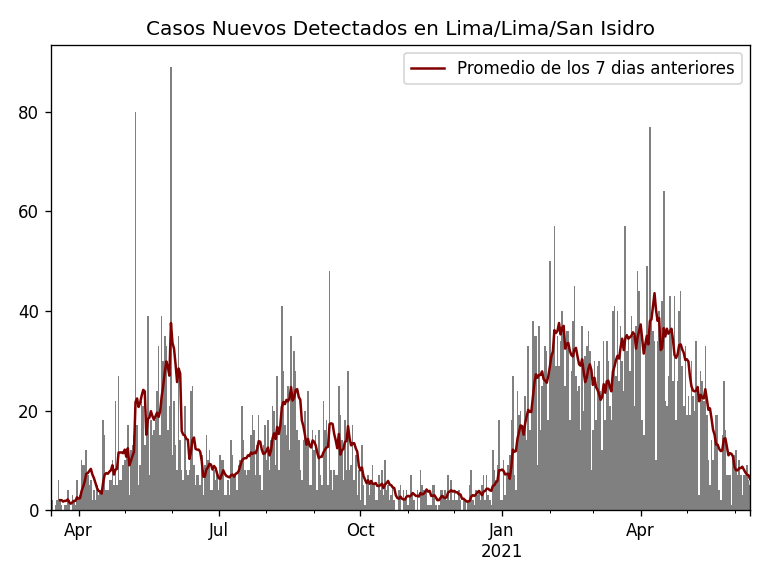 Casos Nuevos Detectados en Lima/Lima/San Isidro
Promedio de los 7 dias anteriores
80
60
40
20
0
Apr
Jul
Oct
Jan
2021
Apr